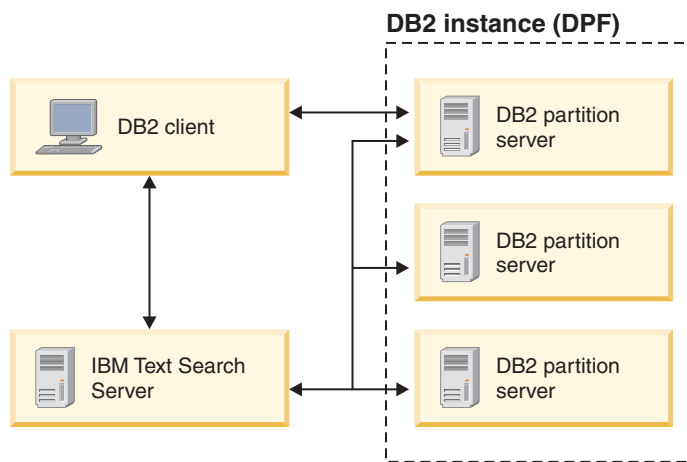 DB2 instance (DPF)
DB2 client
DB2 partition
server
DB2 partition
server
IBM Text Search
Server
DB2 partition
server